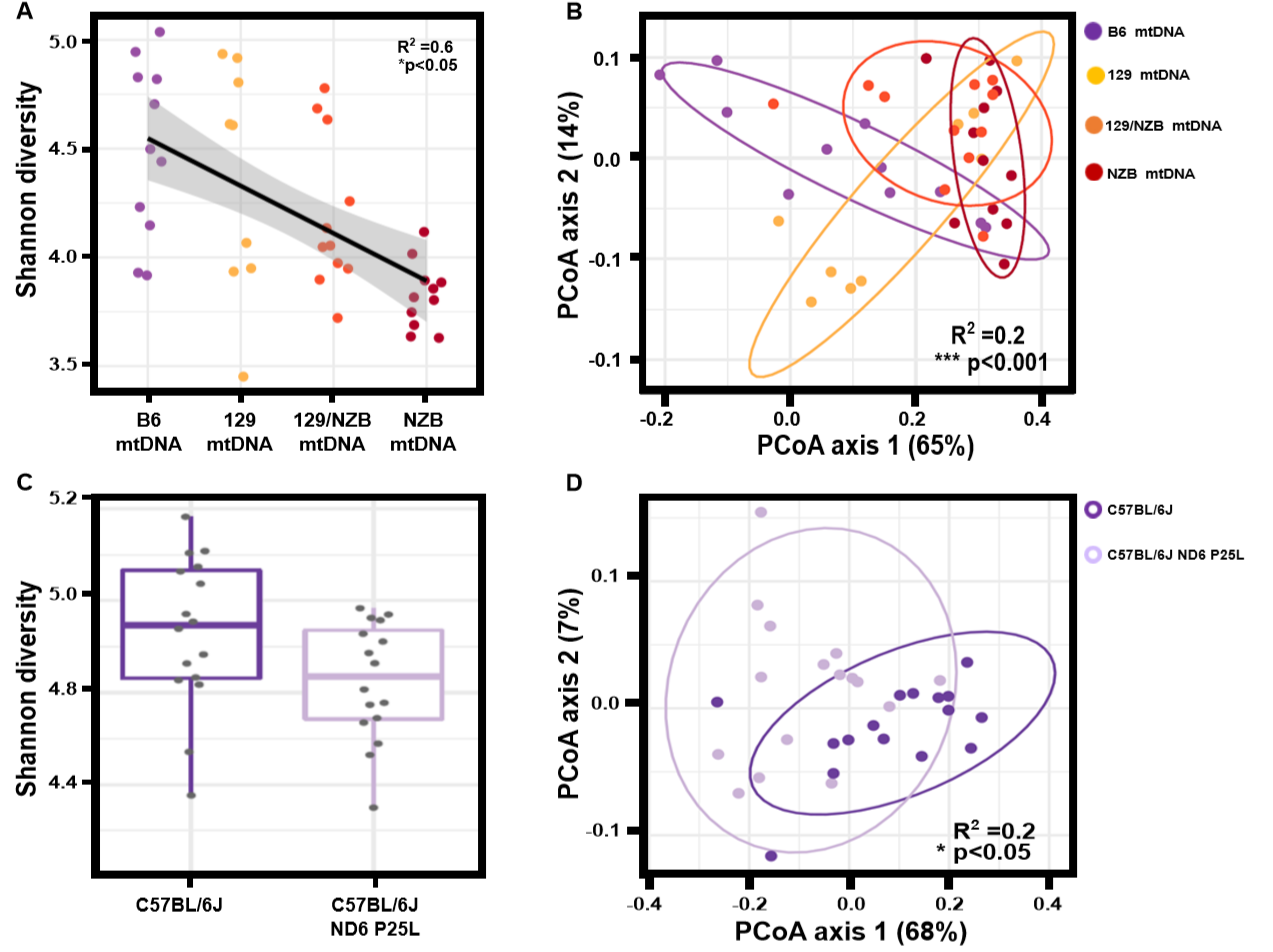 A
Shannon diversity
5.0
4.5
4.0
3.5
R² =0.6
*p<0.05
B6
mtDNA
129
mtDNA
129/NZB
mtDNA
NZB
mtDNA
B
PCoA axis 2 (14%)
0.1
0.0
-0.1
-0.1
R² =0.2
*** p<0.001
-0.2
0.0
0.2
0.4
PCoA axis 1 (65%)
B6 mtDNA
129 mtDNA
129/NZB mtDNA
NZB mtDNA
C
Shannon diversity
5.2
5.0
4.8
4.4
C57BL/6J
C57BL/6J
ND6 P25L
D
PCoA axis 2 (7%)
0.1
0.0
-0.1
R² =0.2
* p<0.05
-0.4
-0.2
0.0
0.2
0.4
PCoA axis 1 (68%)
C57BL/6J
C57BL/6J ND6 P25L